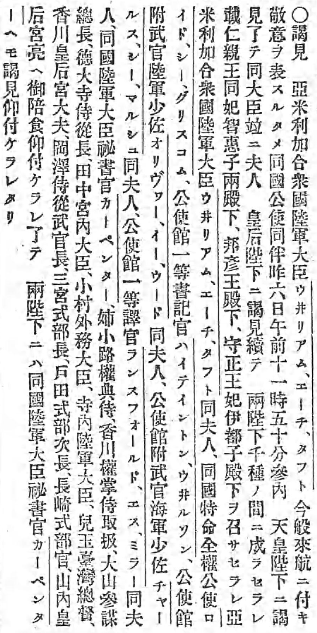 〇謁見　亞米利加合衆國陸軍大臣ウ井リアム、エーチ、タフト今般來航ニ付キ
敬意ヲ表スルタメ同國公使同伴昨六日午前十一時五十分參內　天皇陛下ニ謁
見了テ同大臣竝ニ夫人　皇后陛下ニ謁見續テ　兩陛下千種ノ間ニ成ラセラレ
載仁親王同妃智惠子兩殿下、邦彥王殿下、守正王妃伊都子殿下ヲ召サセラレ亞
米利加合衆國陸軍大臣ウ井リアム、エーチ、タフト同夫人、同國特命全權公使ロ
イド、シー、グリスコム、公使館一等書記官ハイテイントン、ウ井ルソン、公使館
附武官陸軍少佐オリヴァー、イー、ウード同夫人、公使館附武官海軍少佐チャー
ルス、シー、マルシュ同夫人、公使館一等譯官ランスフォールド、エス、ミラー同夫
人、同國陸軍大臣祕書官カーペンター、姉小路權典侍、香川權掌侍取扱、大山參謀
總長、德大寺侍從長、田中宮內大臣、小村外務大臣、寺內陸軍大臣、兒玉臺灣總督、
香川皇后宮大夫、岡澤侍從武官長、三宮式部長、戶田式部次長、長崎式部官、山內皇
后宮亮ヘ御陪食仰付ケラレ了テ　兩陛下ニハ同國陸軍大臣祕書官カーペンタ
ーヘモ謁見仰付ケラレタリ